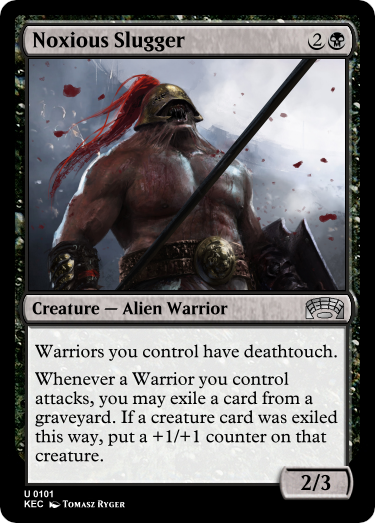 Noxious Slugger 2
Creature — Alien Warrior
Warriors you control have deathtouch.
Whenever a Warrior you control
attacks, you may exile a card from a
graveyard. If a creature card was exiled
this way, put a +1/+1 counter on that
creature.
2/3
U 0101
KEC Tomasz Ryger